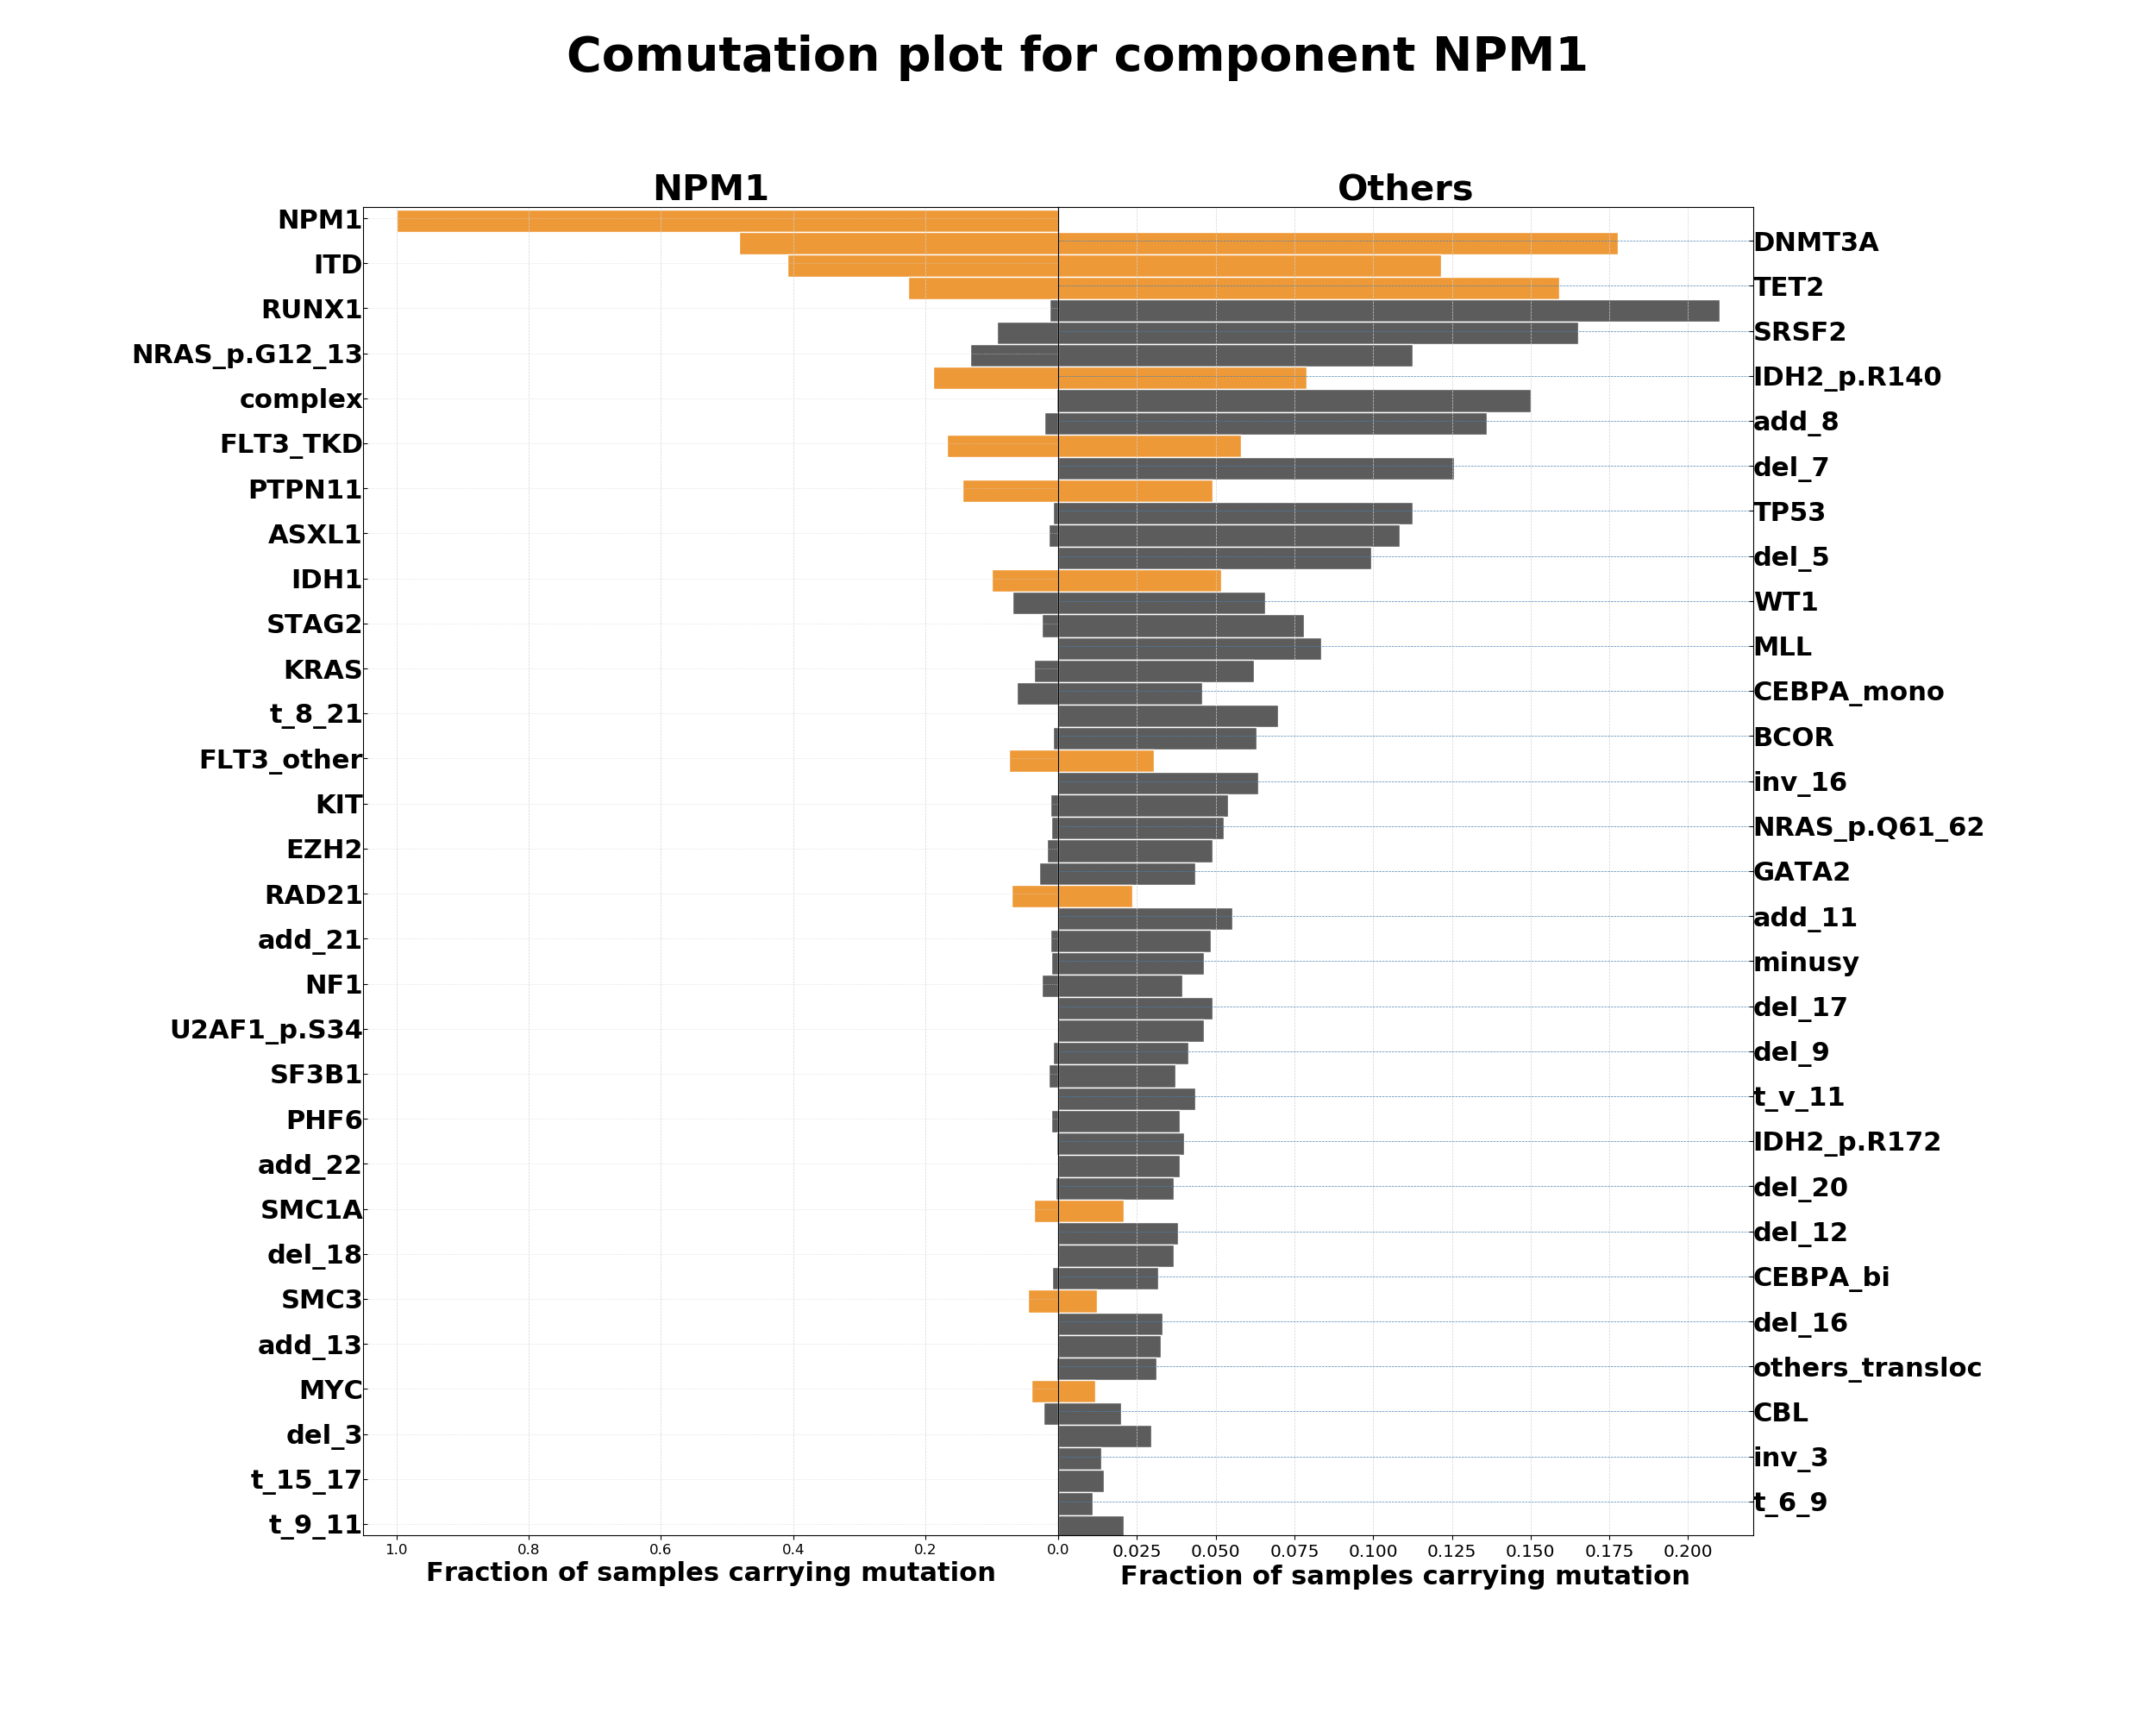 Comutation plot for component NPM1
NPM1
Others
NPM1
DNMT3A
ITD
TET2
RUNX1
SRSF2
NRAS_p.G12_13
IDH2_p.R140
complex
add_8
FLT3_TKD
del_7
PTPN11
TP53
ASXL1
del_5
IDH1
WT1
STAG2
MLL
KRAS
CEBPA_mono
t_8_21
BCOR
FLT3_other
inv_16
KIT
NRAS_p.Q61_62
EZH2
GATA2
RAD21
add_11
add_21
minusy
NF1
del_17
U2AF1_p.S34
del_9
SF3B1
t_v_11
PHF6
IDH2_p.R172
add_22
del_20
SMC1A
del_12
del_18
CEBPA_bi
SMC3
del_16
add_13
others_transloc
MYC
CBL
del_3
inv_3
t_15_17
t_6_9
t_9_11
1.0 0.8 0.6 0.4 0.2 0.0 0.025 0.050 0.075 0.100 0.125 0.150 0.175 0.200
Fraction of samples carrying mutation
Fraction of samples carrying mutation